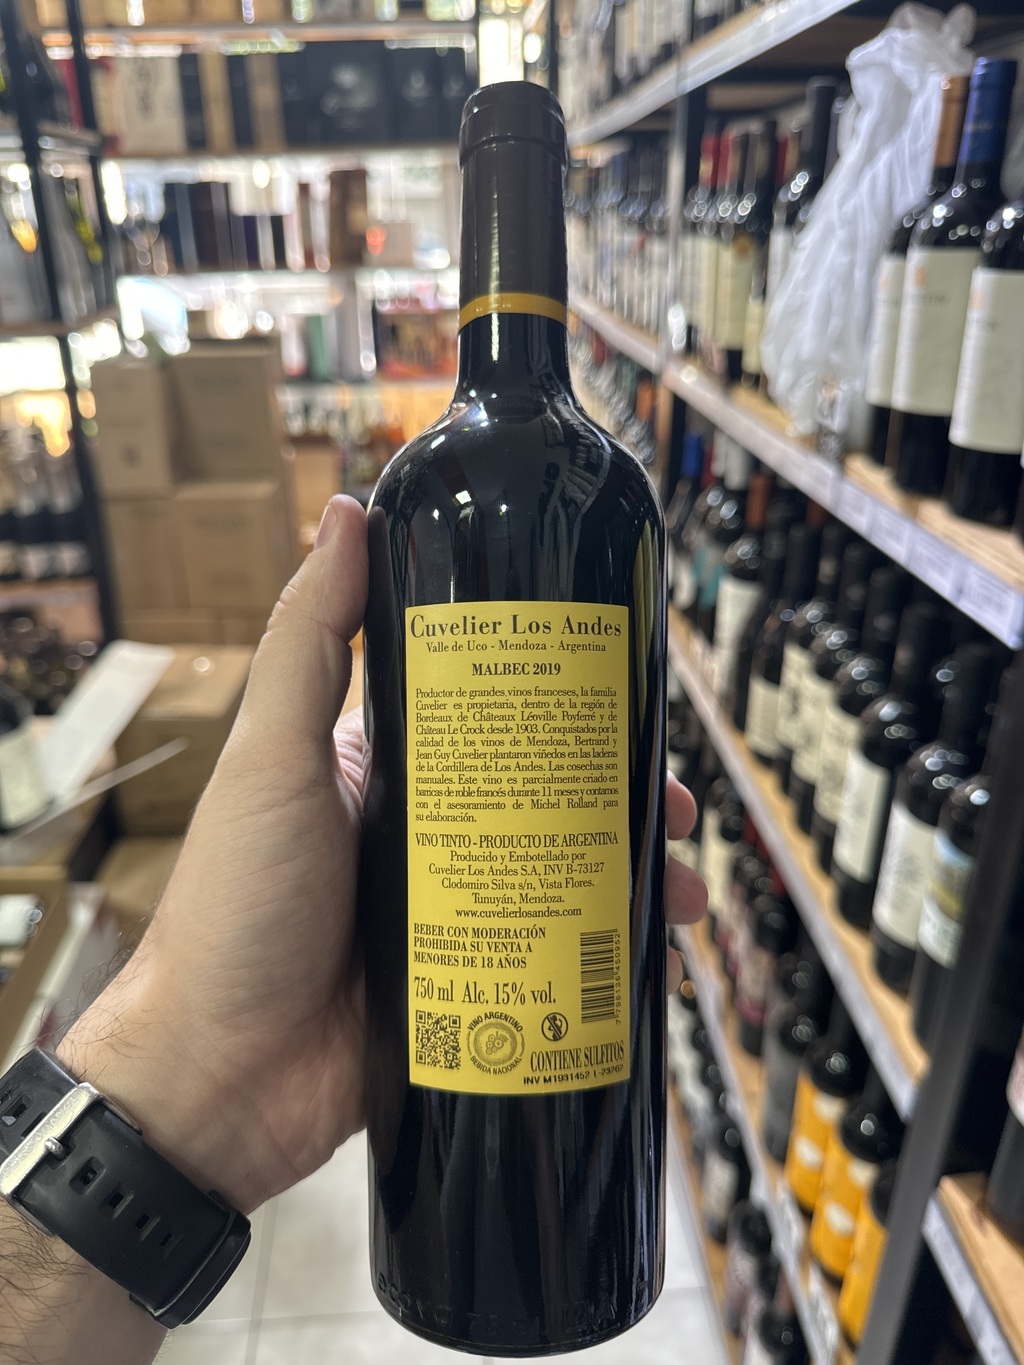 Cuvelier Los Andes
Valle de Uco - Mendoza - Argentina
MALBEC 2019
Productor de grandes vinos franceses, la familia
Cuvelier es propietaria, dentro de la región de
Bordeaux de Châteaux Léoville Poyferré y de
Château Le Crock desde 1903. Conquistados por la
calidad de los vinos de Mendoza, Bertrand y
Jean Guy Cuvelier plantaron viñedos en las laderas
de la Cordillera de Los Andes. Las cosechas son
manuales. Este vino es parcialmente criado en
barricas de roble francés durante 11 meses y contamos
con el asesoramiento de Michel Rolland para
su elaboración.
VINO TINTO - PRODUCTO DE ARGENTINA
Producido y Embotellado por
Cuvelier Los Andes S.A, INV B-73127
Clodomiro Silva s/n, Vista Flores.
Tunuyán, Mendoza.
www.cuvelierlosandes.com
BEBER CON MODERACIÓN
PROHIBIDA SU VENTA A
MENORES DE 18 AÑOS
750 ml Alc. 15% vol.
VINO ARGENTINO
BEBIDA NACIONAL
CONTIENE SULFITOS
INV M1931452 L-23262